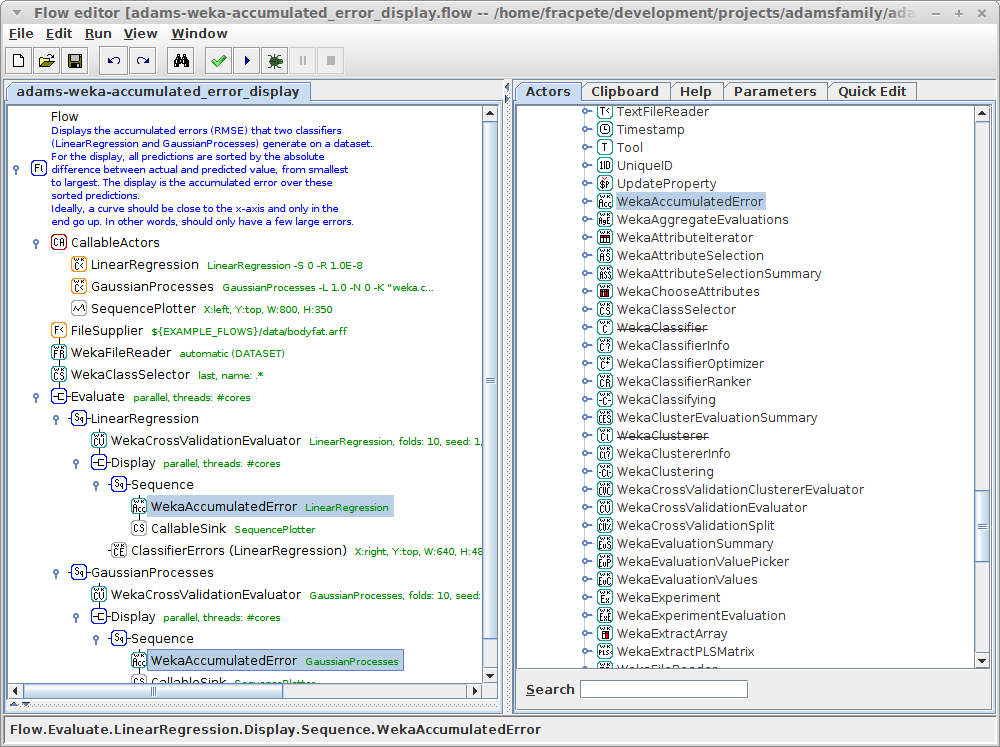 Flow editor [adams-weka-accumulated_error_display.flow -- /home/fracpete/development/projects/adamsfamily/ada
File Edit Run View Window
adams-weka-accumulated_error_display
Flow
Displays the accumulated errors (RMSE) that two classifiers
(LinearRegression and GaussianProcesses) generate on a dataset.
For the display, all predictions are sorted by the absolute
difference between actual and predicted value, from smallest
to largest. The display is the accumulated error over these
sorted predictions.
Ideally, a curve should be close to the x-axis and only in the
end go up. In other words, should only have a few large errors.
CallableActors
LinearRegression LinearRegression -S 0 -R 1.0E-8
GaussianProcesses GaussianProcesses -L 1.0 -N 0 -K "weka.c...
SequencePlotter X:left, Y:top, W:800, H:350
FileSupplier ${EXAMPLE_FLOWS}/data/bodyfat.arff
WekaFileReader automatic (DATASET)
WekaClassSelector last, name: .*
Evaluate parallel, threads: #cores
LinearRegression
WekaCrossValidationEvaluator LinearRegression, folds: 10, seed: 1,
Display parallel, threads: #cores
Sequence
WekaAccumulatedError LinearRegression
CallableSink SequencePlotter
ClassifierErrors (LinearRegression) X:right, Y:top, W:640, H:48
GaussianProcesses
WekaCrossValidationEvaluator GaussianProcesses, folds: 10, seed:
Display parallel, threads: #cores
Sequence
WekaAccumulatedError GaussianProcesses
CallableSink SequencePlotter
Actors Clipboard Help Parameters Quick Edit
TextFileReader
Timestamp
Tool
UniqueID
UpdateProperty
WekaAccumulatedError
WekaAggregateEvaluations
WekaAttributeIterator
WekaAttributeSelection
WekaAttributeSelectionSummary
WekaChooseAttributes
WekaClassSelector
WekaClassifier
WekaClassifierInfo
WekaClassifierOptimizer
WekaClassifierRanker
WekaClassifying
WekaClusterEvaluationSummary
WekaClusterer
WekaClustererInfo
WekaClustering
WekaCrossValidationClustererEvaluator
WekaCrossValidationEvaluator
WekaCrossValidationSplit
WekaEvaluationSummary
WekaEvaluationValuePicker
WekaEvaluationValues
WekaExperiment
WekaExperimentEvaluation
WekaExtractArray
WekaExtractPLSMatrix
WekaFileReader
Search
Flow.Evaluate.LinearRegression.Display.Sequence.WekaAccumulatedError